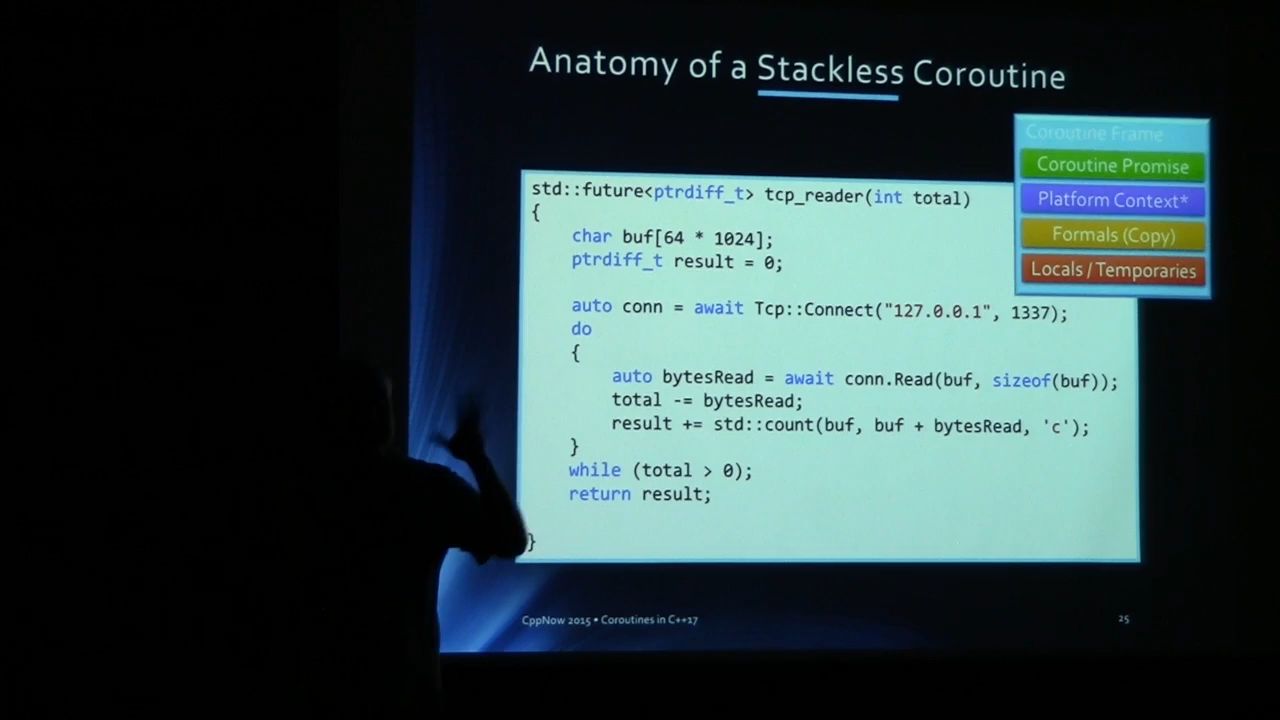 Anatomy of a Stackless Coroutine
Coroutine Frame
Coroutine Promise
Platform Context*
Formals (Copy)
Locals / Temporaries
std::future<ptrdiff_t> tcp_reader(int total)
{
char buf[64 * 1024];
ptrdiff_t result = 0;
auto conn = await Tcp::Connect("127.0.0.1", 1337);
do
{
auto bytesRead = await conn.Read(buf, sizeof(buf));
total -= bytesRead;
result += std::count(buf, buf + bytesRead, 'c');
}
while (total > 0);
return result;
}
CppNow 2015 • Coroutines in C++17
25